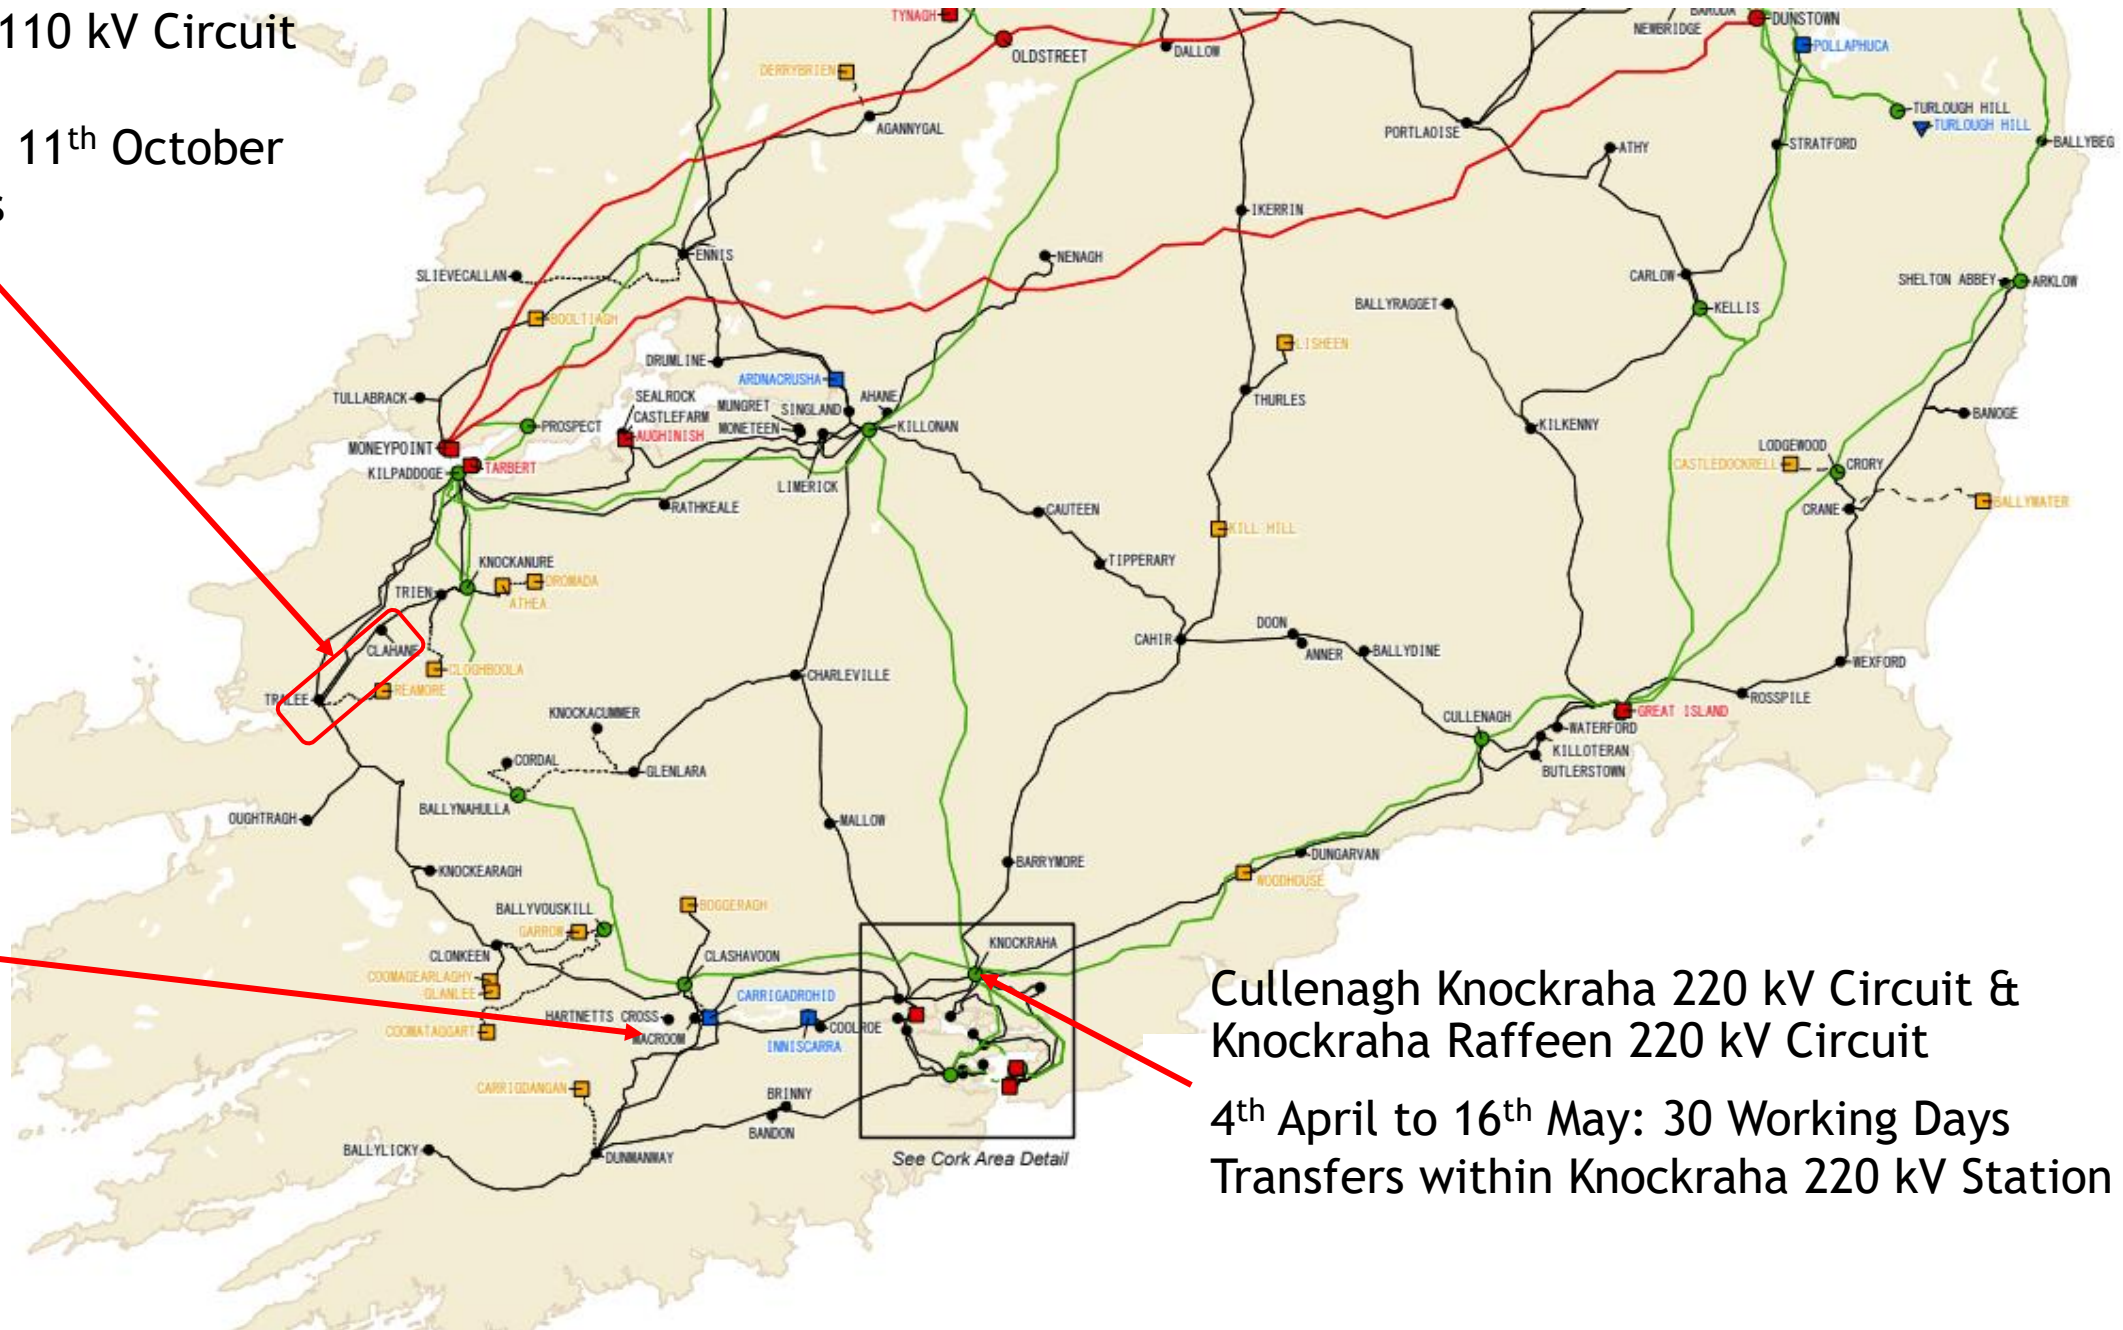 110 kV Circuit
11th October
s
TYNAGH
OLDSTREET
DALLOW
NEWBRIDGE
DUNSTOWN
POLLAPHUCA
DERRYBRIEN
AGANNYGAL
PORTLAOISE
TURLOUGH HILL
TURLOUGH HILL
ATHY
STRATFORD
BALLYBEG
IKERRIN
ENNIS
NENAGH
SLIEVECALLAN
CARLOW
SHELTON ABBEY
ARKLOW
BALLYRAGGET
KELLIS
BOOLTIAGH
LISHEEN
DRUMLINE
ARDNACRUSHA
TULLABRACK
SEALROCK
CASTLEFARM
AUGHINISH
MUNGRET
MONETEEN
SINGLAND
AHANE
THURLES
BANOGE
PROSPECT
KILLONAN
KILKENNY
MONEYPOINT
LODGEWOOD
KILPADDOGE
TARBERT
CASTLEDOCKRELL
CRORY
LIMERICK
RATHKEALE
CAUTEEN
CRANE
BALLYWATER
KILL HILL
KNOCKANURE
TIPPERARY
TRIEN
DROMADA
ATHEA
CLAHANE
DOON
CAHIR
ANNER
BALLYDINE
CLOGHBOOLA
WEXFORD
TRALEE
REAMORE
CHARLEVILLE
ROSSPILE
KNOCKACUMMER
CULLENAGH
GREAT ISLAND
WATERFORD
KILLOTERAN
BUTLERSTOWN
CORDAL
GLENLARA
BALLYNAHULLA
OUGHTRAGH
MALLOW
DUNGARVAN
BARRYMORE
KNOCKEARAGH
WOODHOUSE
BOGGERAGH
BALLYVOUSKILL
GARROW
KNOCKRAHA
CLONKEEN
CLASHAVOON
COOMAGEARLAGHY
GLANLEE
CARRIGADROHID
HARTNETTS CROSS
COOMATAGGART
MACROOM
COOLROE
INNISCARRA
CARRIGDANGAN
BRINNY
BANDON
BALLYLICKY
DUNMANWAY
See Cork Area Detail
Cullenagh Knockraha 220 kV Circuit &
Knockraha Raffeen 220 kV Circuit
4th April to 16th May: 30 Working Days
Transfers within Knockraha 220 kV Station